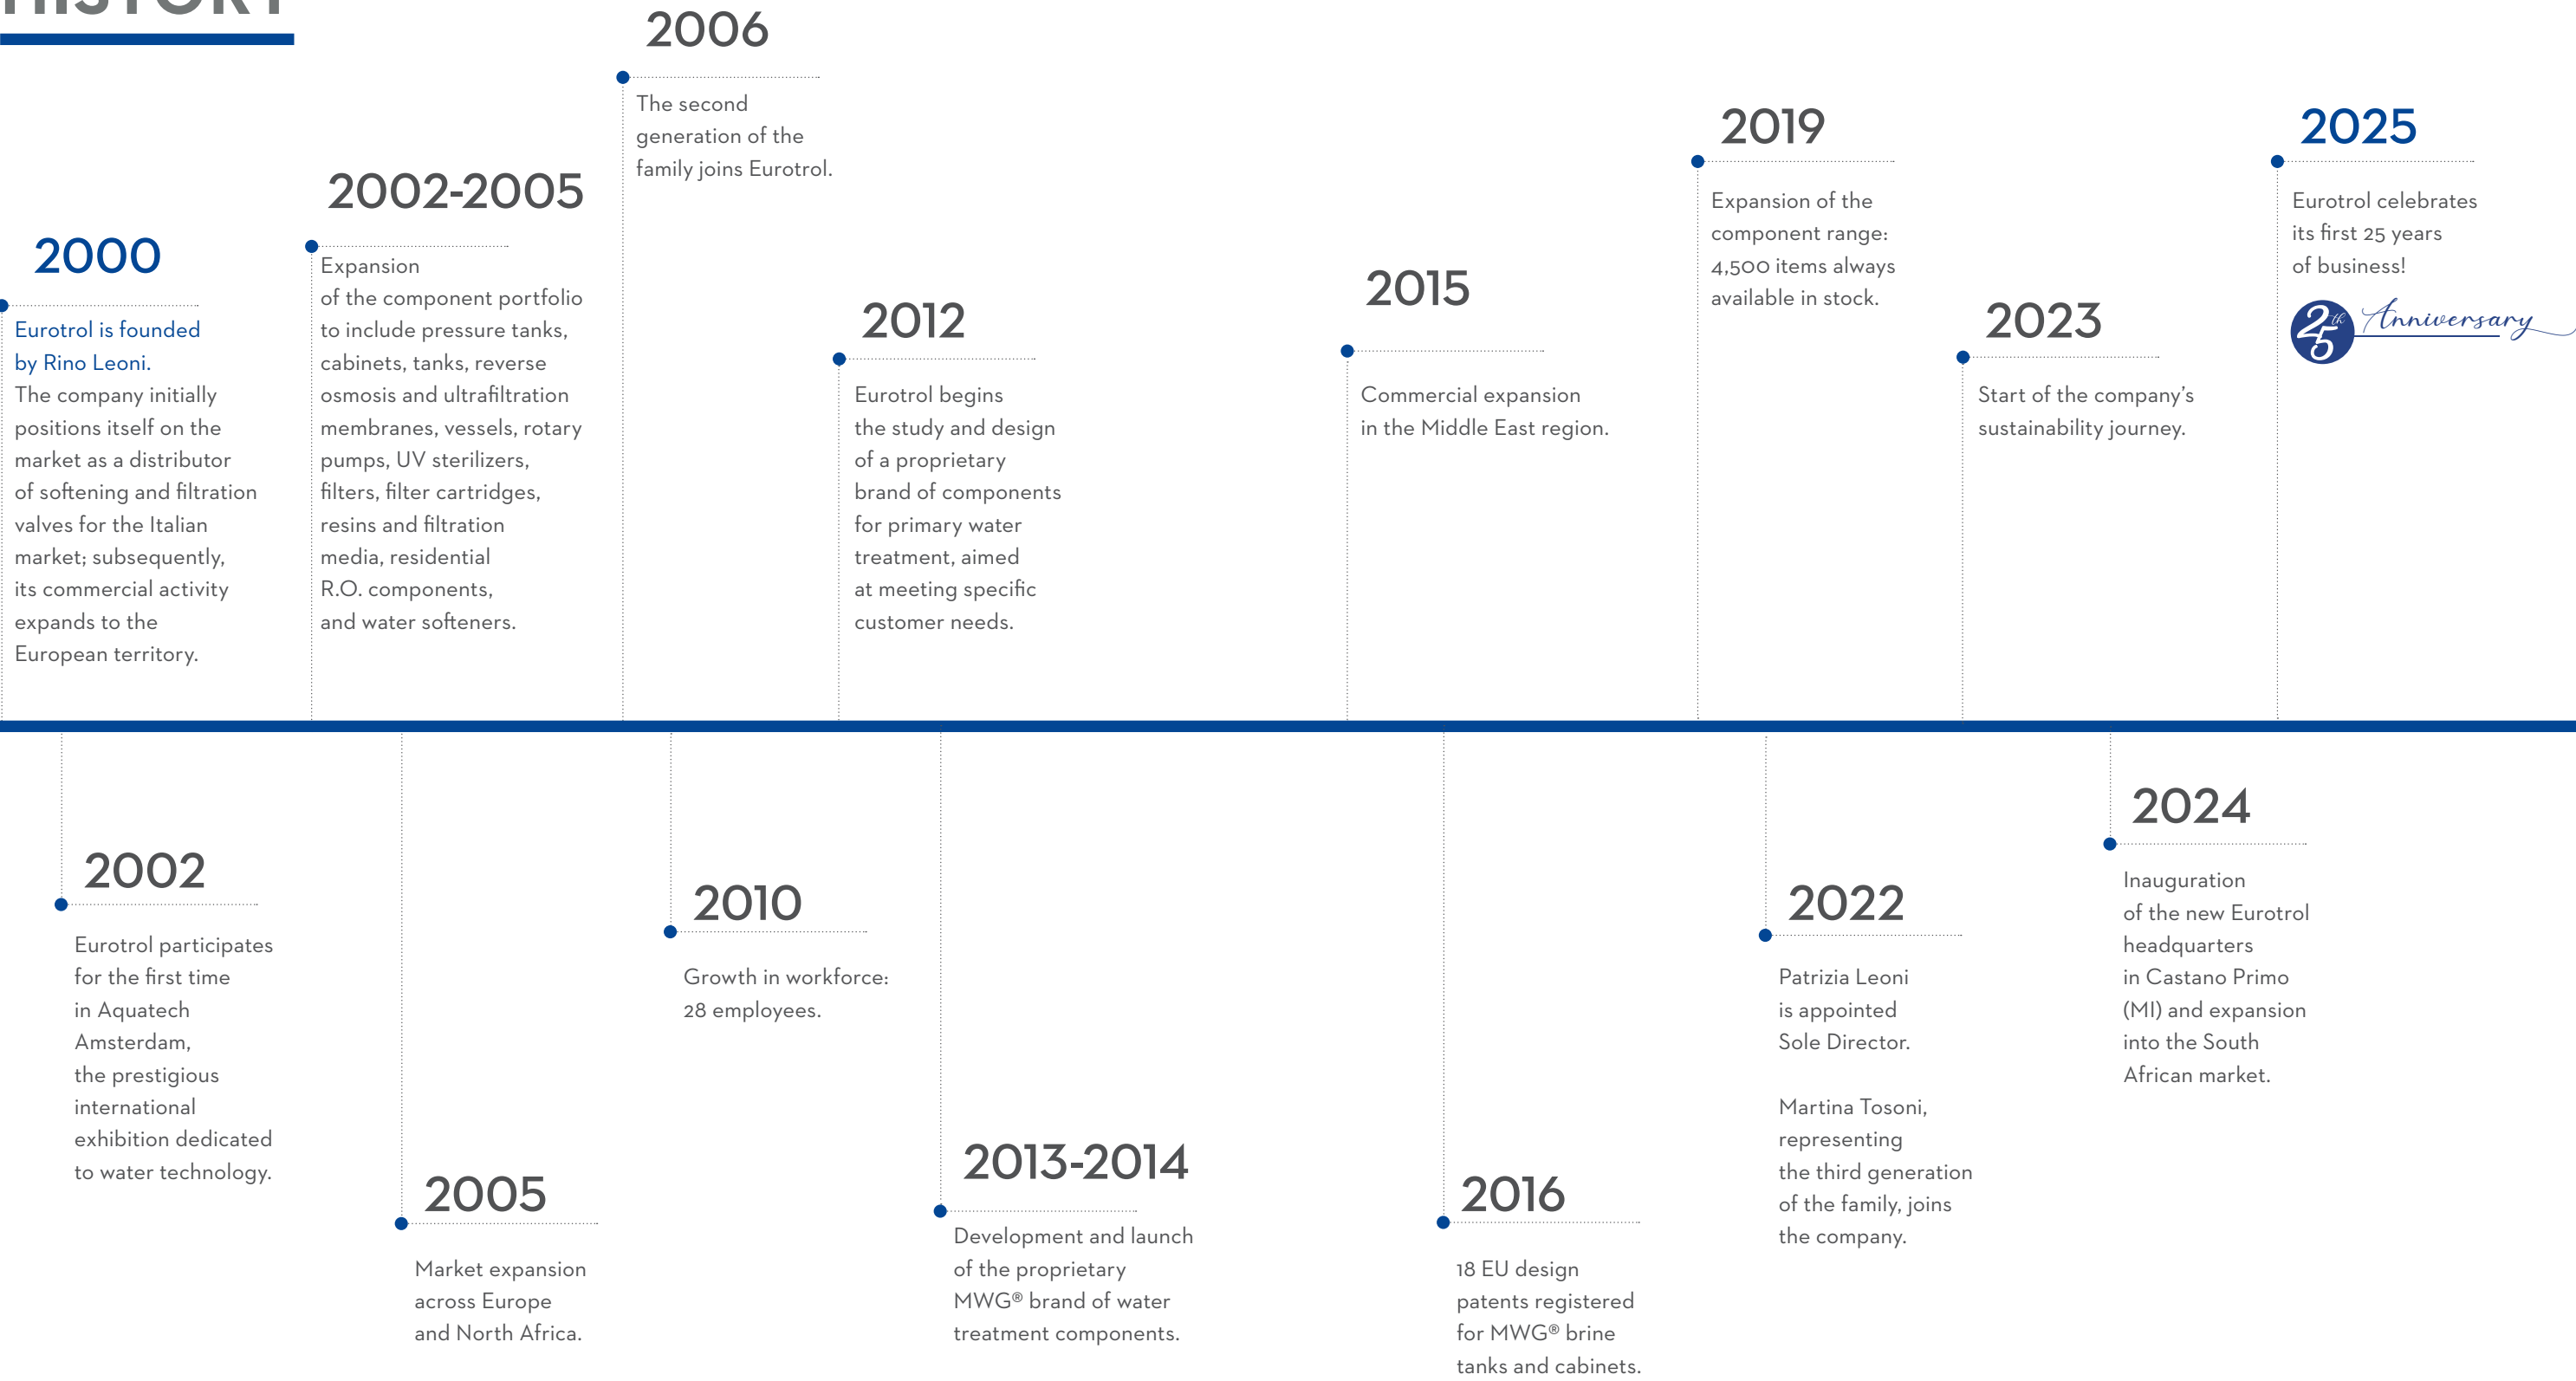 HISTORY
2000
Eurotrol is founded
by Rino Leoni.
The company initially
positions itself on the
market as a distributor
of softening and filtration
valves for the Italian
market; subsequently,
its commercial activity
expands to the
European territory.
2002
Eurotrol participates
for the first time
in Aquatech
Amsterdam,
the prestigious
international
exhibition dedicated
to water technology.
2002-2005
Expansion
of the component portfolio
to include pressure tanks,
cabinets, tanks, reverse
osmosis and ultrafiltration
membranes, vessels, rotary
pumps, UV sterilizers,
filters, filter cartridges,
resins and filtration
media, residential
R.O. components,
and water softeners.
2005
Market expansion
across Europe
and North Africa.
2006
The second
generation of the
family joins Eurotrol.
2010
Growth in workforce:
28 employees.
2012
Eurotrol begins
the study and design
of a proprietary
brand of components
for primary water
treatment, aimed
at meeting specific
customer needs.
2013-2014
Development and launch
of the proprietary
MWG® brand of water
treatment components.
2015
Commercial expansion
in the Middle East region.
2016
18 EU design
patents registered
for MWG® brine
tanks and cabinets.
2019
Expansion of the
component range:
4,500 items always
available in stock.
2022
Patrizia Leoni
is appointed
Sole Director.
Martina Tosoni,
representing
the third generation
of the family, joins
the company.
2023
Start of the company's
sustainability journey.
2024
Inauguration
of the new Eurotrol
headquarters
in Castano Primo
(MI) and expansion
into the South
African market.
2025
Eurotrol celebrates
its first 25 years
of business!
25th Anniversary